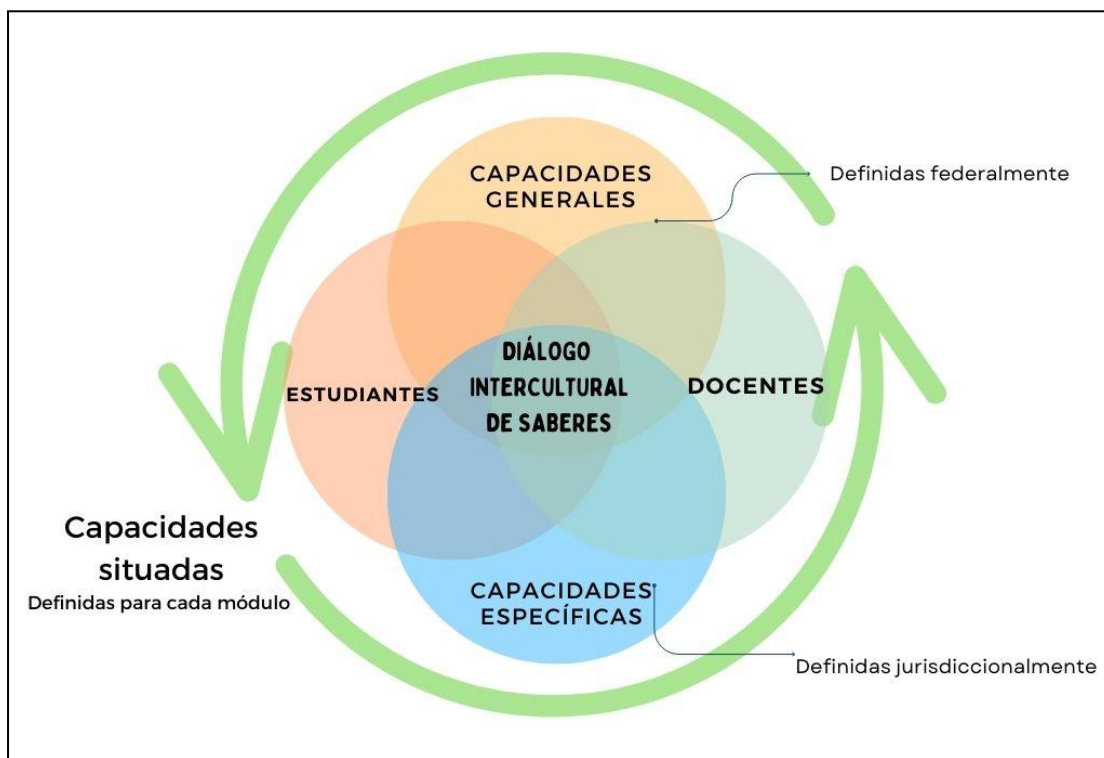 CAPACIDADES
GENERALES
Definidas federalmente
ESTUDIANTES
DIÁLOGO
INTERCULTURAL
DE SABERES
DOCENTES
Capacidades
situadas
Definidas para cada módulo
CAPACIDADES
ESPECÍFICAS
Definidas jurisdiccionalmente